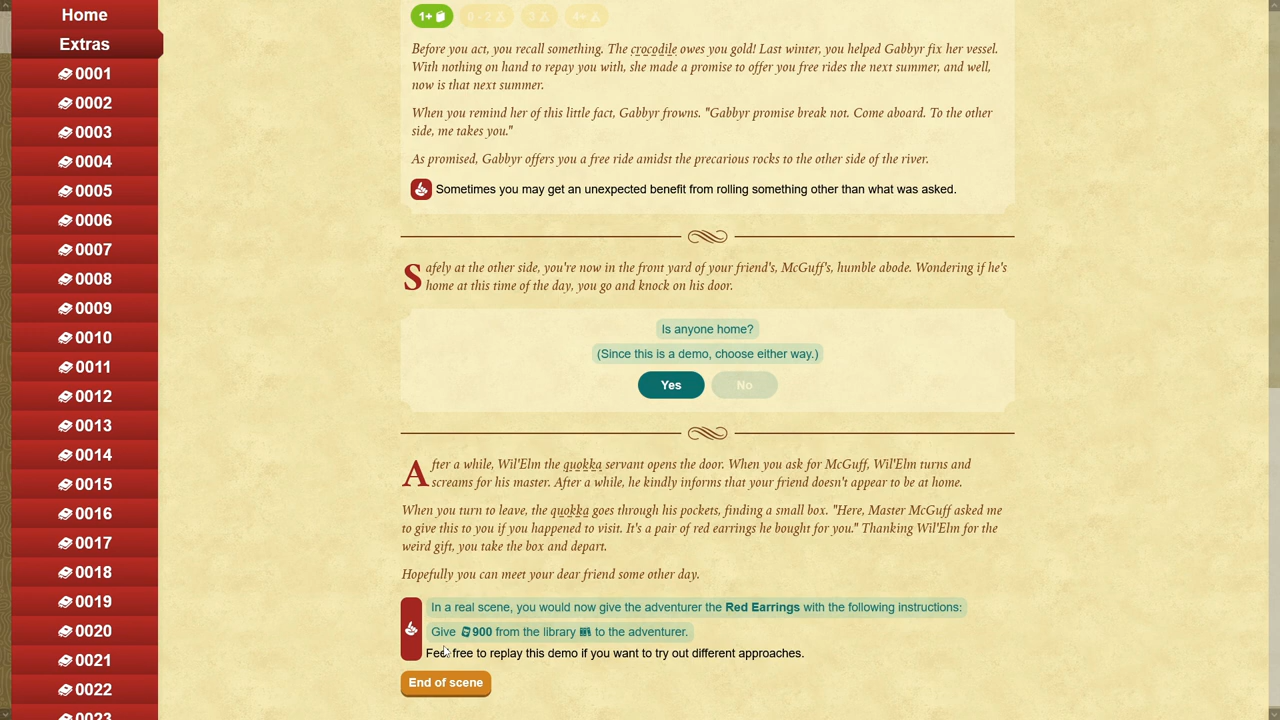 Home
Extras
0001
0002
0003
0004
0005
0006
0007
0008
0009
0010
0011
0012
0013
0014
0015
0016
0017
0018
0019
0020
0021
0022
0023
1+
0 - 2
3
4+
Before you act, you recall something. The crocodile owes you gold! Last winter, you helped Gabbyr fix her vessel.
With nothing on hand to repay you with, she made a promise to offer you free rides the next summer, and well,
now is that next summer.
When you remind her of this little fact, Gabbyr frowns. "Gabbyr promise break not. Come aboard. To the other
side, me takes you."
As promised, Gabbyr offers you a free ride amidst the precarious rocks to the other side of the river.
Sometimes you may get an unexpected benefit from rolling something other than what was asked.
Safely at the other side, you're now in the front yard of your friend's, McGuff's, humble abode. Wondering if he's
home at this time of the day, you go and knock on his door.
Is anyone home?
(Since this is a demo, choose either way.)
Yes
No
After a while, Wil'Elm the quokka servant opens the door. When you ask for McGuff, Wil'Elm turns and
screams for his master. After a while, he kindly informs that your friend doesn't appear to be at home.
When you turn to leave, the quokka goes through his pockets, finding a small box. "Here, Master McGuff asked me
to give this to you if you happened to visit. It's a pair of red earrings he bought for you." Thanking Wil'Elm for the
weird gift, you take the box and depart.
Hopefully you can meet your dear friend some other day.
In a real scene, you would now give the adventurer the Red Earrings with the following instructions:
Give 900 from the library to the adventurer.
Feel free to replay this demo if you want to try out different approaches.
End of scene